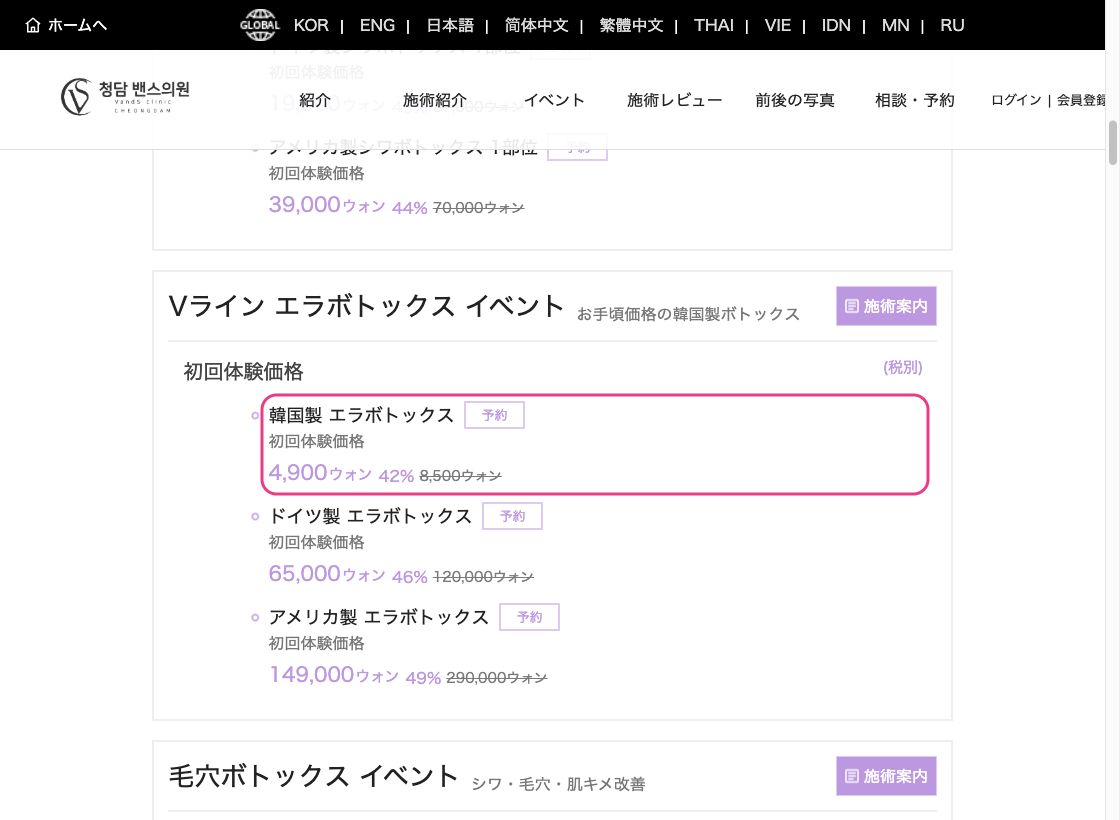 ホームへ
GLOBAL KOR | ENG | 日本語 | 简体中文 | 繁體中文 | THAI | VIE | IDN | MN | RU
初回体験価格
청담 밴스의원
VandS clinic
CHEONGDAM
紹介 施術紹介 イベント 施術レビュー 前後の写真 相談・予約 ログイン | 会員登録
アメリカ製シワボトックス 1部位 予約
初回体験価格
39,000ウォン 44% 70,000ウォン
Vライン エラボトックス イベント お手頃価格の韓国製ボトックス 施術案内
初回体験価格 (税別)
韓国製 エラボトックス 予約
初回体験価格
4,900ウォン 42% 8,500ウォン
ドイツ製 エラボトックス 予約
初回体験価格
65,000ウォン 46% 120,000ウォン
アメリカ製 エラボトックス 予約
初回体験価格
149,000ウォン 49% 290,000ウォン
毛穴ボトックス イベント シワ・毛穴・肌キメ改善 施術案内